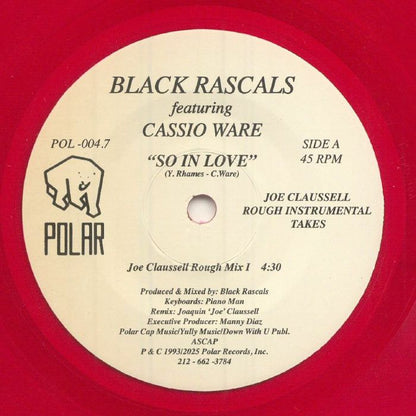 BLACK RASCALS
featuring
CASSIO WARE
POL -004.7
"SO IN LOVE"
(Y. Rhames - C.Ware)
SIDE A
45 RPM
POLAR
JOE CLAUSSELL
ROUGH INSTRUMENTAL
TAKES
Joe Claussell Rough Mix I 4:30
Produced & Mixed by: Black Rascals
Keyboards: Piano Man
Remix: Joaquin 'Joe' Claussell
Executive Producer: Manny Diaz
Polar Cap Music/Yully Music/Down With U Publ.
ASCAP
P & C 1993/2025 Polar Records, Inc.
212 - 662 -3784